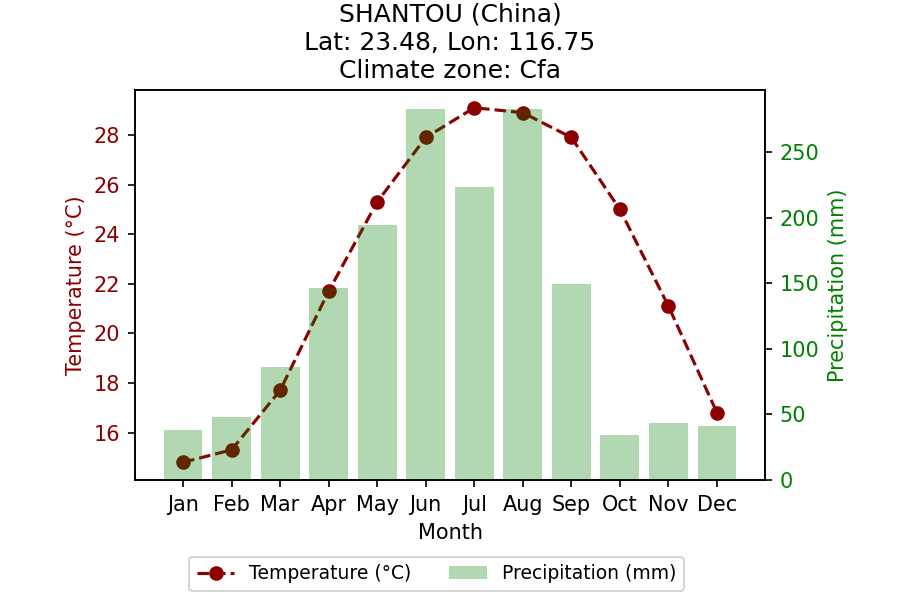 SHANTOU (China)
Lat: 23.48, Lon: 116.75
Climate zone: Cfa
Temperature (°C)
28
26
24
22
20
18
16
Precipitation (mm)
250
200
150
100
50
0
Jan Feb Mar Apr May Jun Jul Aug Sep Oct Nov Dec
Month
Temperature (°C) Precipitation (mm)